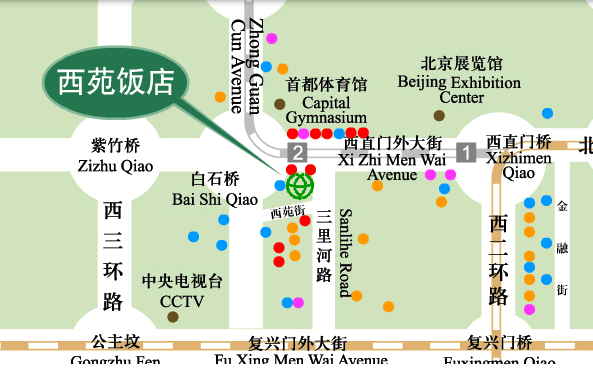 Zhong Guan
Cun Avenue
西苑饭店
首都体育馆
Capital
Gymnasium
北京展览馆
Beijing Exhibition
Center
紫竹桥
Zizhu Qiao
2
西直门外大街
Xi Zhi Men Wai
Avenue
1
西直门桥
Xizhimen
Qiao
北
白石桥
Bai Shi Qiao
西三环路
西苑街
三里河路
Sanlihe Road
西二环路
金融街
中央电视台
CCTV
公主坟
Gongzhu Fen
复兴门外大街
Fu Xing Men Wai Avenue
复兴门桥
Fuxingmen Qiao